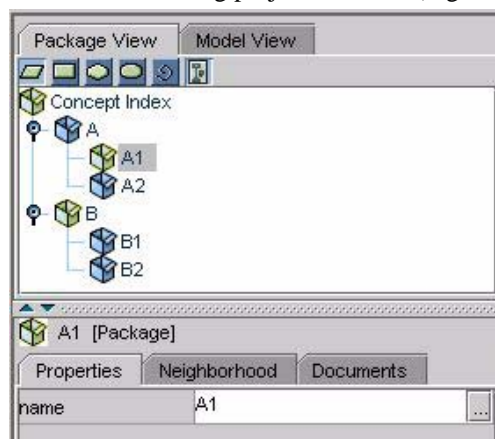 Package View Model View
Concept Index
A
A1
A2
B
B1
B2
A1 [Package]
Properties Neighborhood Documents
name A1 ...